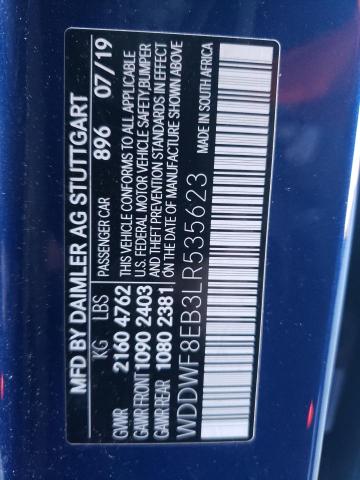 MFD BY DAIMLER AG STUTTGART
KG LBS PASSENGER CAR 896 07/19
GVWR 2160 4762 THIS VEHICLE CONFORMS TO ALL APPLICABLE
GAWR FRONT 1090 2403 U.S. FEDERAL MOTOR VEHICLE SAFETY,BUMPER
GAWR REAR 1080 2381 AND THEFT PREVENTION STANDARDS IN EFFECT
ON THE DATE OF MANUFACTURE SHOWN ABOVE
WDDWF8EB3LR535623 MADE IN SOUTH AFRICA